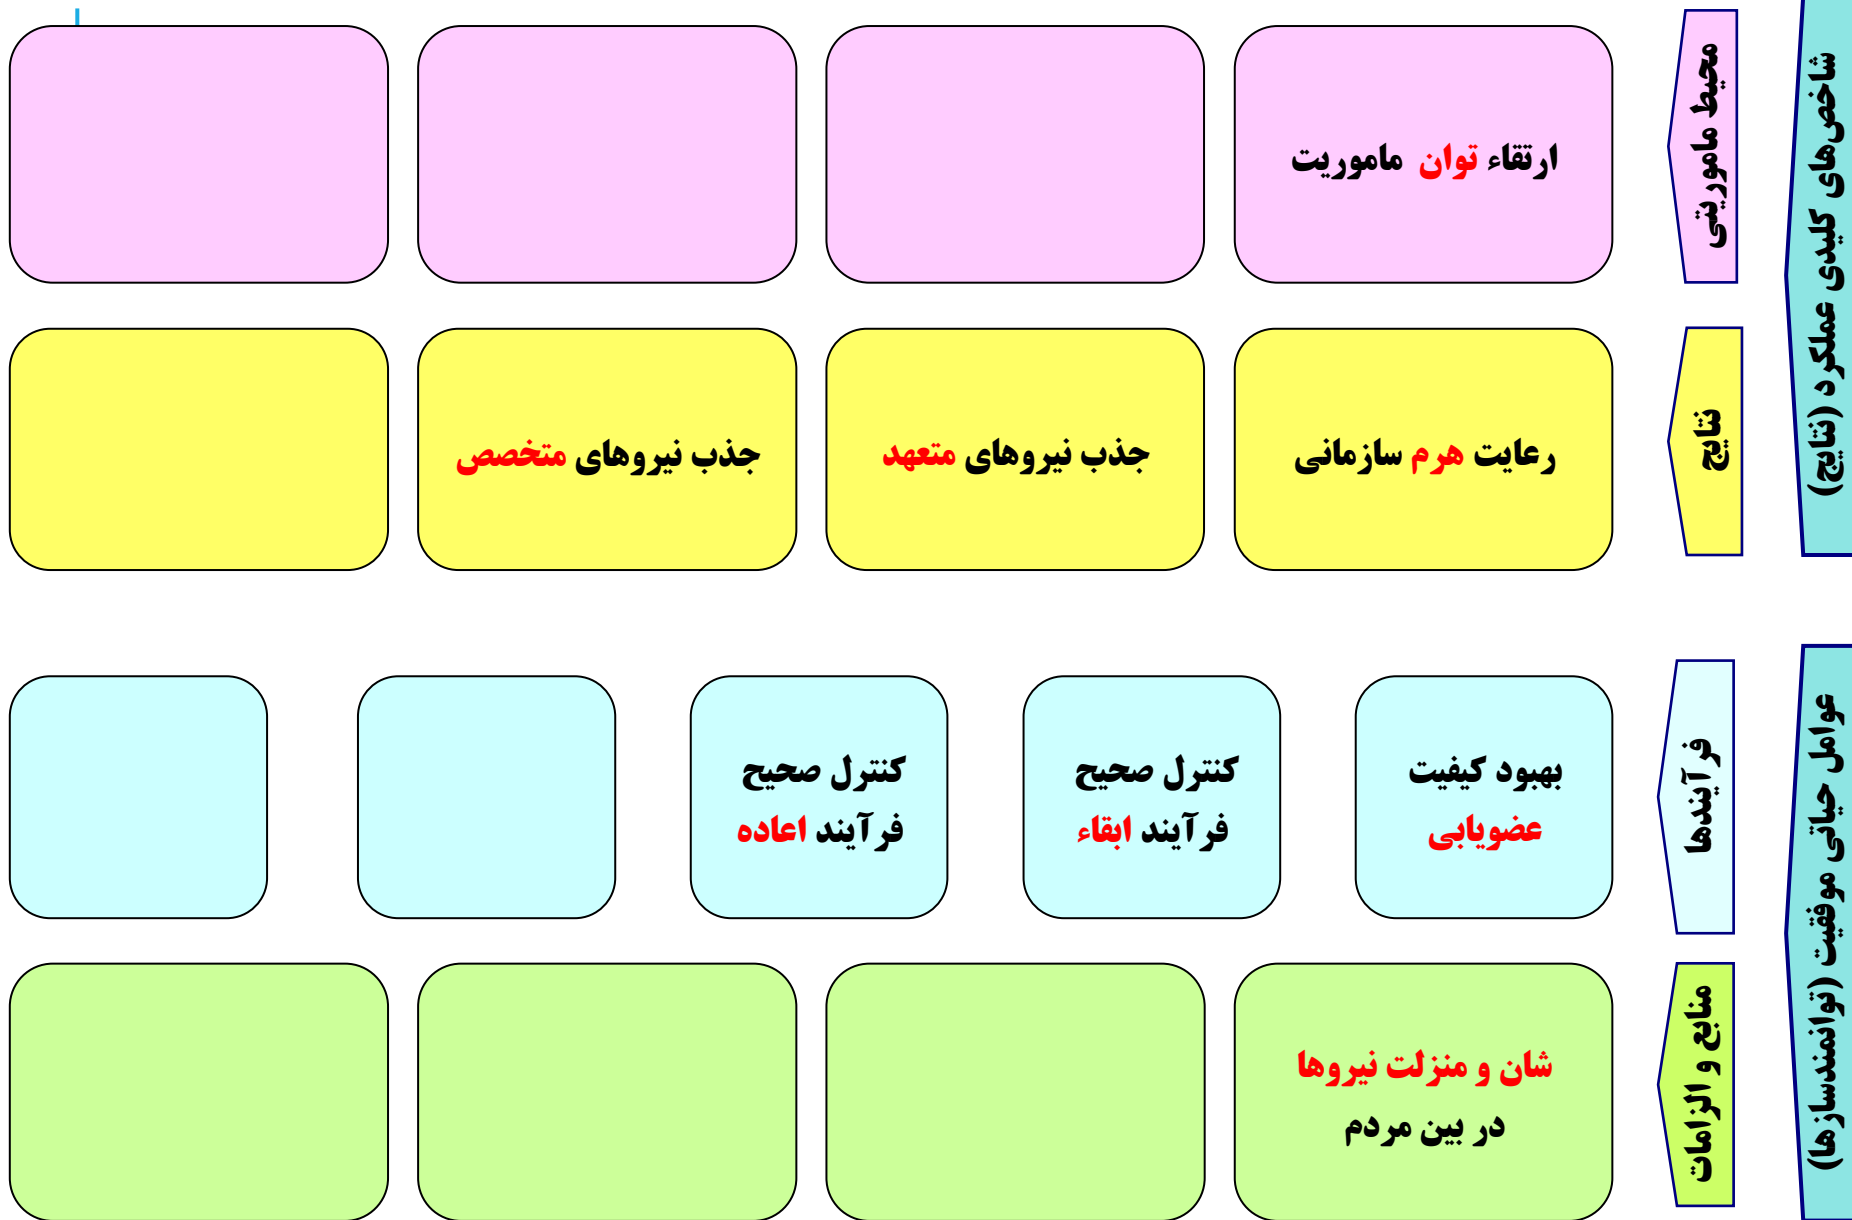 شاخص‌های کلیدی عملکرد (نتایج)
محیط ماموریتی
ارتقاء توان ماموریت
نتایج
رعایت هرم سازمانی
جذب نیروهای متعهد
جذب نیروهای متخصص
عوامل حیاتی موفقیت (توانمندسازها)
فرآیندها
بهبود کیفیت
عضویابی
کنترل صحیح
فرآیند ابقاء
کنترل صحیح
فرآیند اعاده
منابع و الزامات
شان و منزلت نیروها
در بین مردم